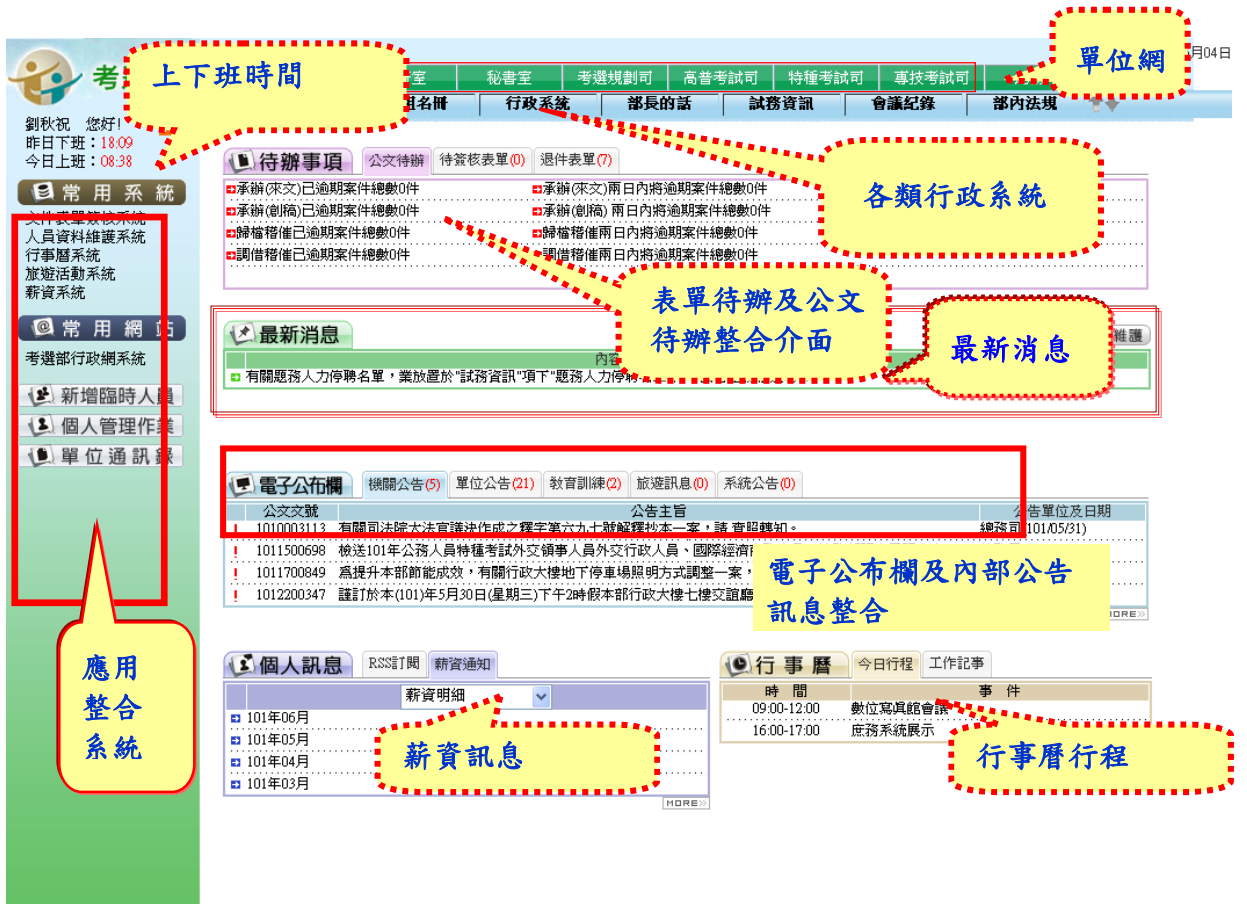 上下班時間
單位網
月04日
考選
室
秘書室
考選規劃司
高普考試司
特種考試司
專技考試司
組名冊
行政系統
部長的話
試務資訊
會議紀錄
部內法規
劉秋祝 您好!
昨日下班：18:09
今日上班：08:38
各類行政系統
待辦事項
公文待辦
待簽核表單(0)
退件表單(7)
承辦(來文)已逾期案件總數0件
承辦(來文)兩日內將逾期案件總數0件
承辦(創稿)已逾期案件總數0件
承辦(創稿) 兩日內將逾期案件總數0件
歸檔稽催已逾期案件總數0件
歸檔稽催兩日內將逾期案件總數0件
調借稽催已逾期案件總數0件
調借稽催兩日內將逾期案件總數0件
常用系統
文件表單簽核系統
人員資料維護系統
行事曆系統
旅遊活動系統
薪資系統
常用網站
考選部行政網系統
新增臨時人員
個人管理作業
單位通訊錄
應用
整合
系統
表單待辦及公文
待辦整合介面
最新消息
最新消息
維護
內容
有關題務人力停聘名單，業放置於"試務資訊"項下"題務人力停聘
電子公布欄
機關公告(5)
單位公告(21)
教育訓練(2)
旅遊訊息(0)
系統公告(0)
公文文號
公告主旨
公告單位及日期
! 1010003113 有關司法院大法官議決作成之釋字第六九七號解釋抄本一案，請 查照轉知。 總務司(101/05/31)
! 1011500698 檢送101年公務人員特種考試外交領事人員外交行政人員、國際經濟商
! 1011700849 為提升本部節能成效，有關行政大樓地下停車場照明方式調整一案，
! 1012200347 謹訂於本(101)年5月30日(星期三)下午2時假本部行政大樓七樓交誼廳
電子公布欄及內部公告
訊息整合
MORE
個人訊息
RSS訂閱
薪資通知
薪資明細
101年06月
101年05月
101年04月
101年03月
MORE
薪資訊息
行事曆
今日行程
工作記事
時 間
事 件
09:00-12:00 數位寫真館會議
16:00-17:00 庶務系統展示
行事曆行程